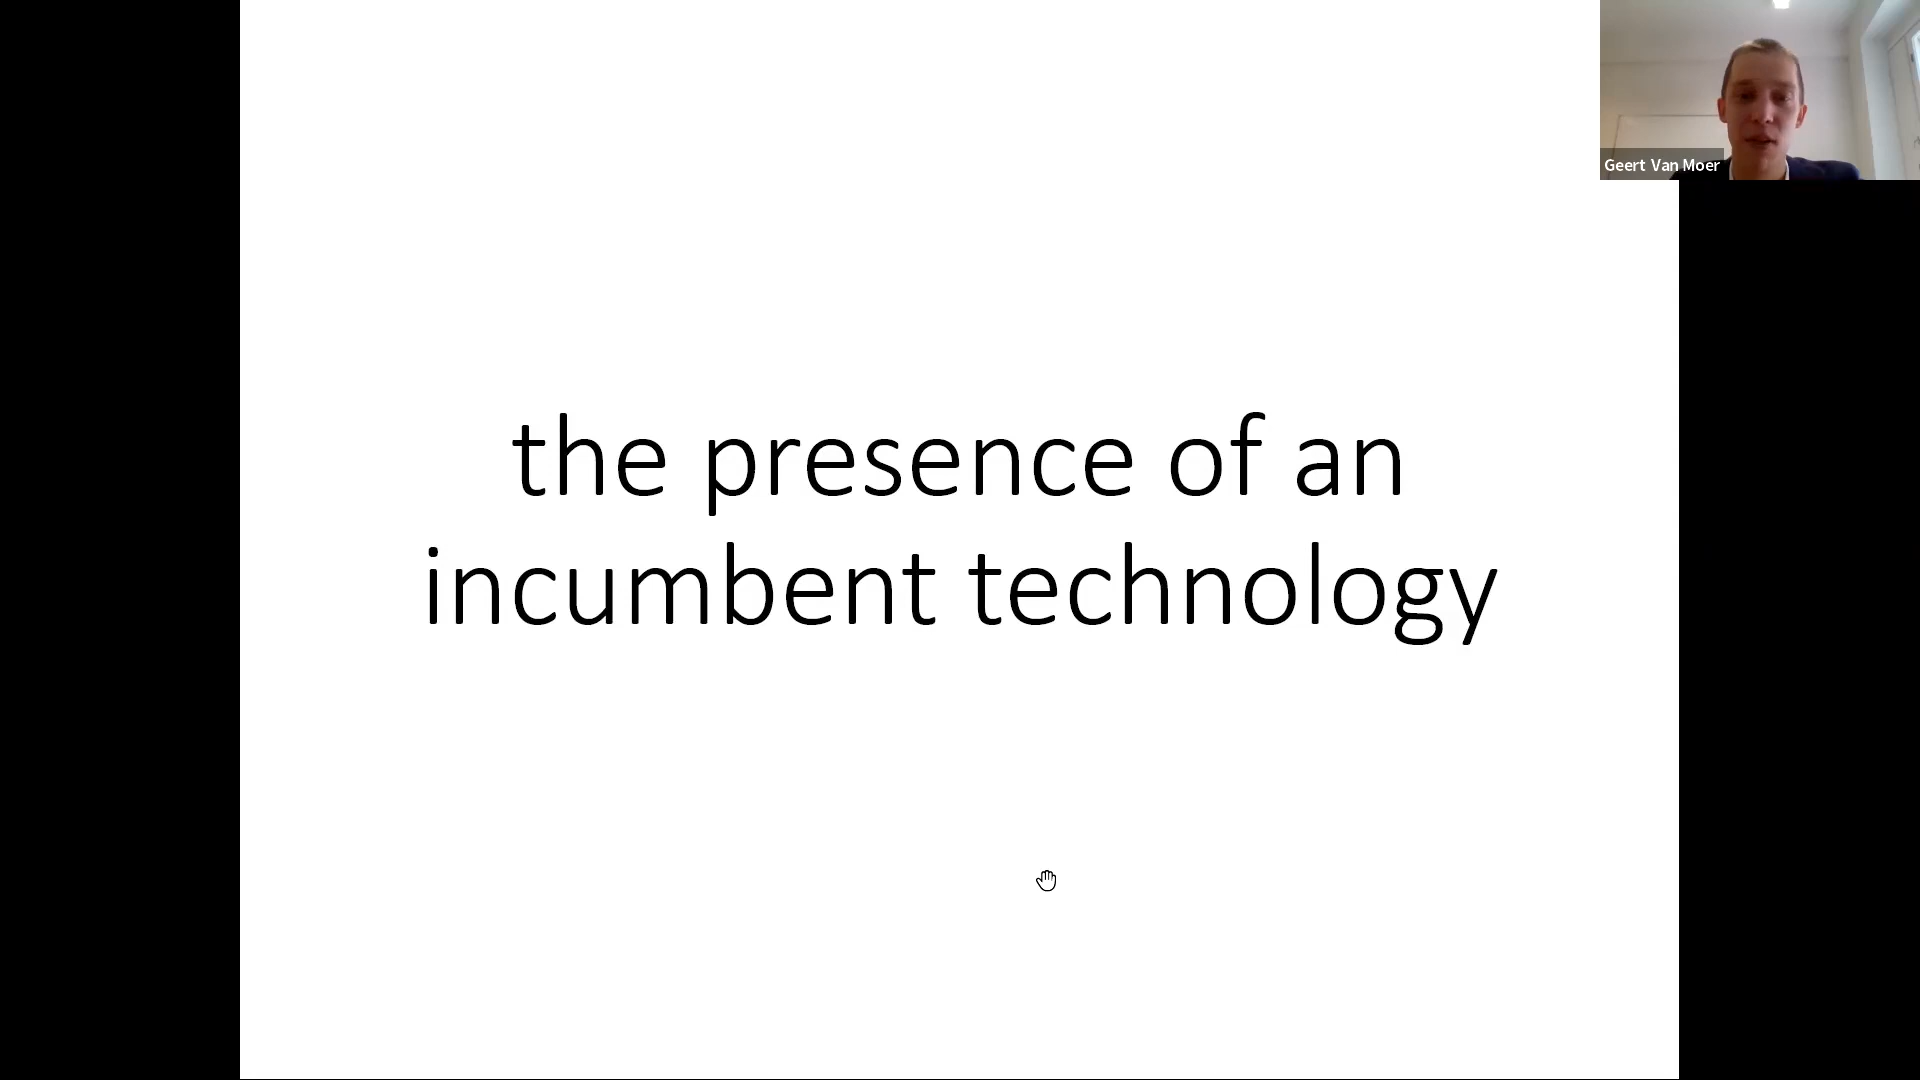 Geert Van Moer
the presence of an
incumbent technology